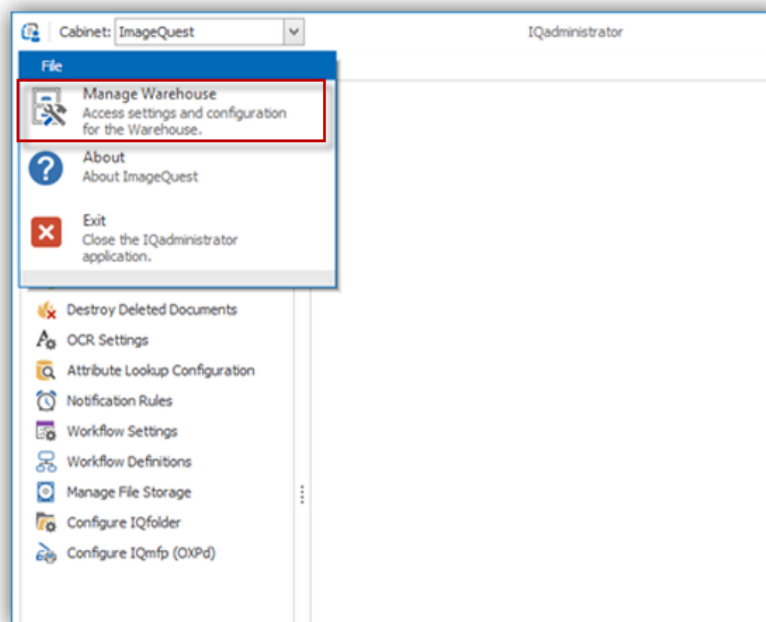 Cabinet: ImageQuest
IQadministrator
File
Manage Warehouse
Access settings and configuration
for the Warehouse.
About
About ImageQuest
Exit
Close the IQadministrator
application.
Destroy Deleted Documents
OCR Settings
Attribute Lookup Configuration
Notification Rules
Workflow Settings
Workflow Definitions
Manage File Storage
Configure IQfolder
Configure IQmfp (OXPd)